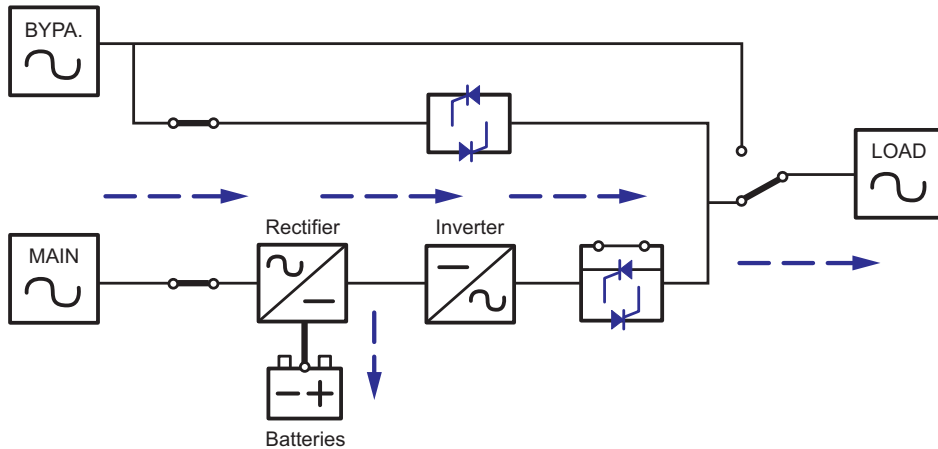 BYPA.
LOAD
Rectifier
Inverter
MAIN
Batteries